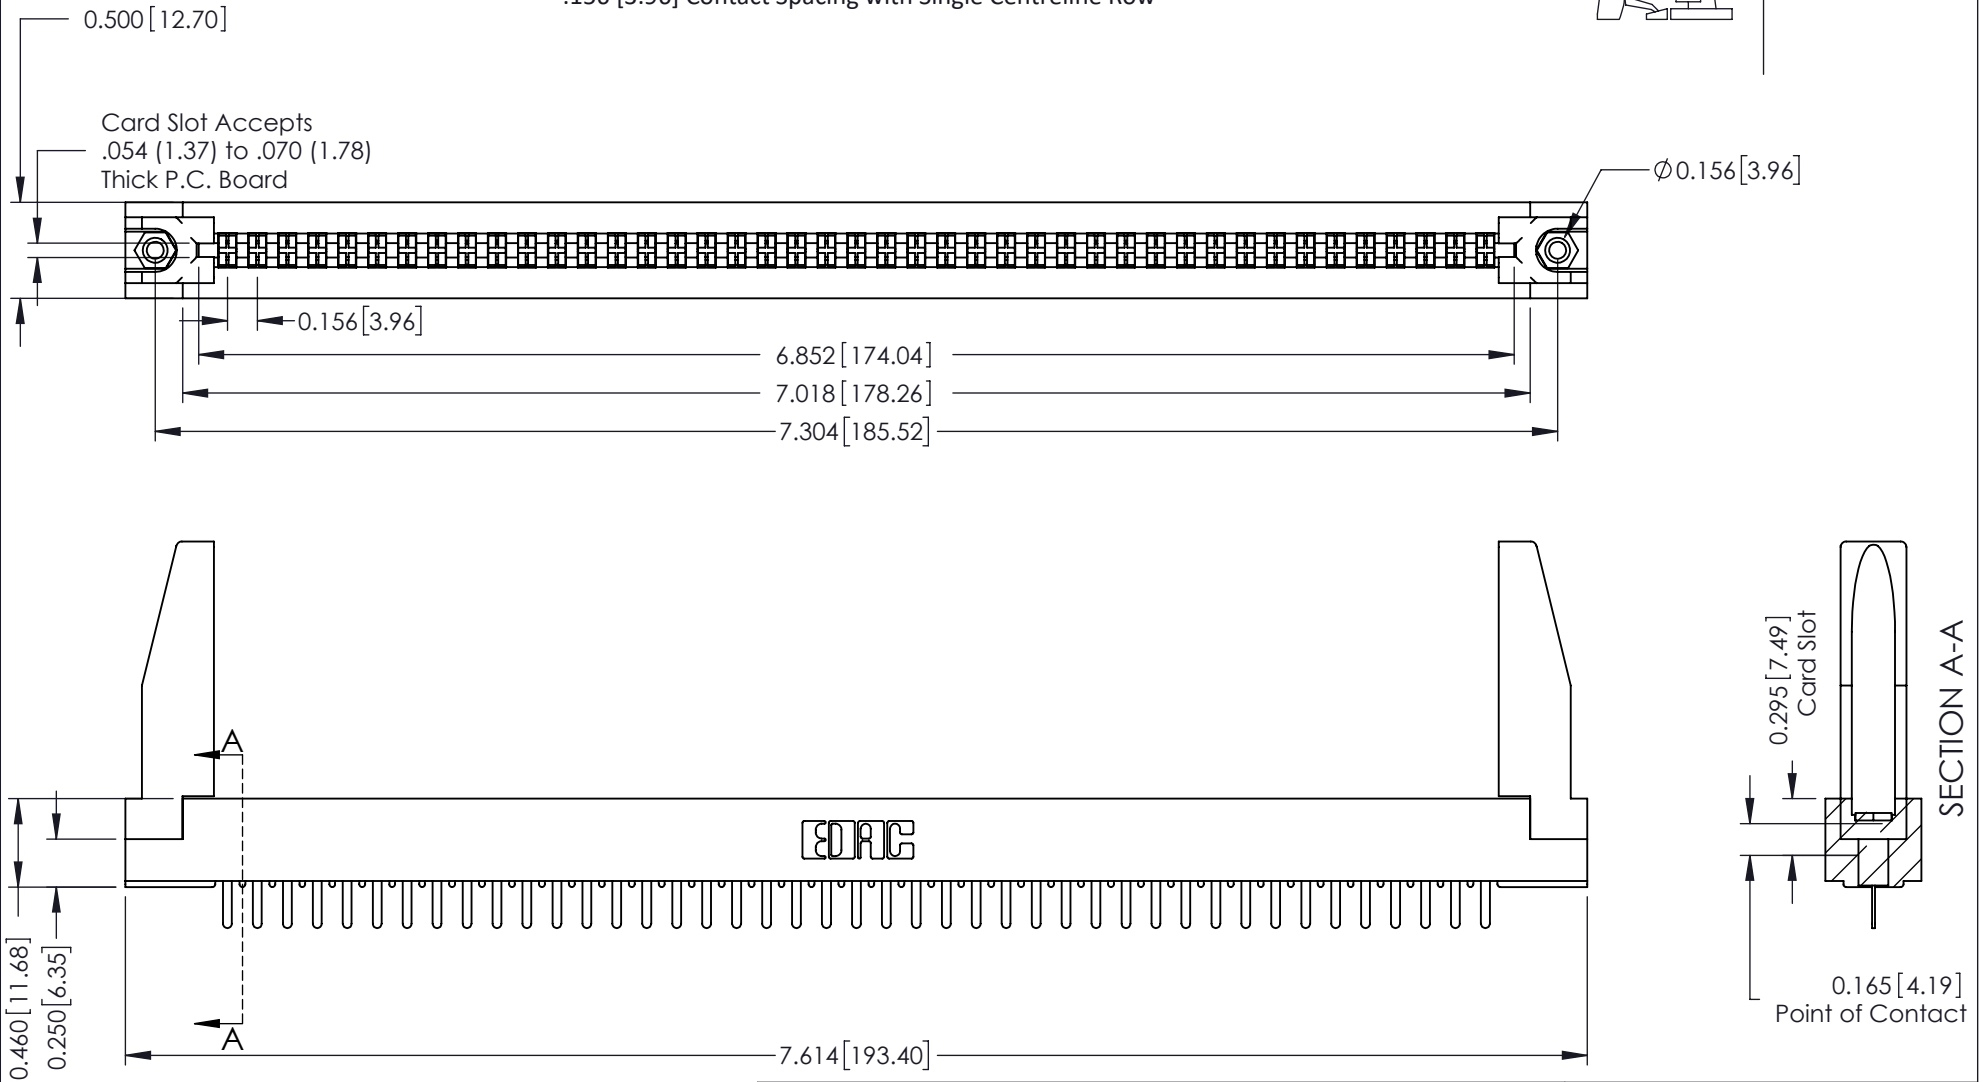 .156 [3.96] Contact Spacing with Single Centreline Row
0.500 [12.70]
Card Slot Accepts
.054 (1.37) to .070 (1.78)
Thick P.C. Board
Ø0.156[3.96]
0.156[3.96]
6.852[174.04]
7.018[178.26]
7.304[185.52]
A
EDAC
A
0.460[11.68]
0.250[6.35]
7.614[193.40]
0.295[7.49]
Card Slot
SECTION A-A
0.165[4.19]
Point of Contact